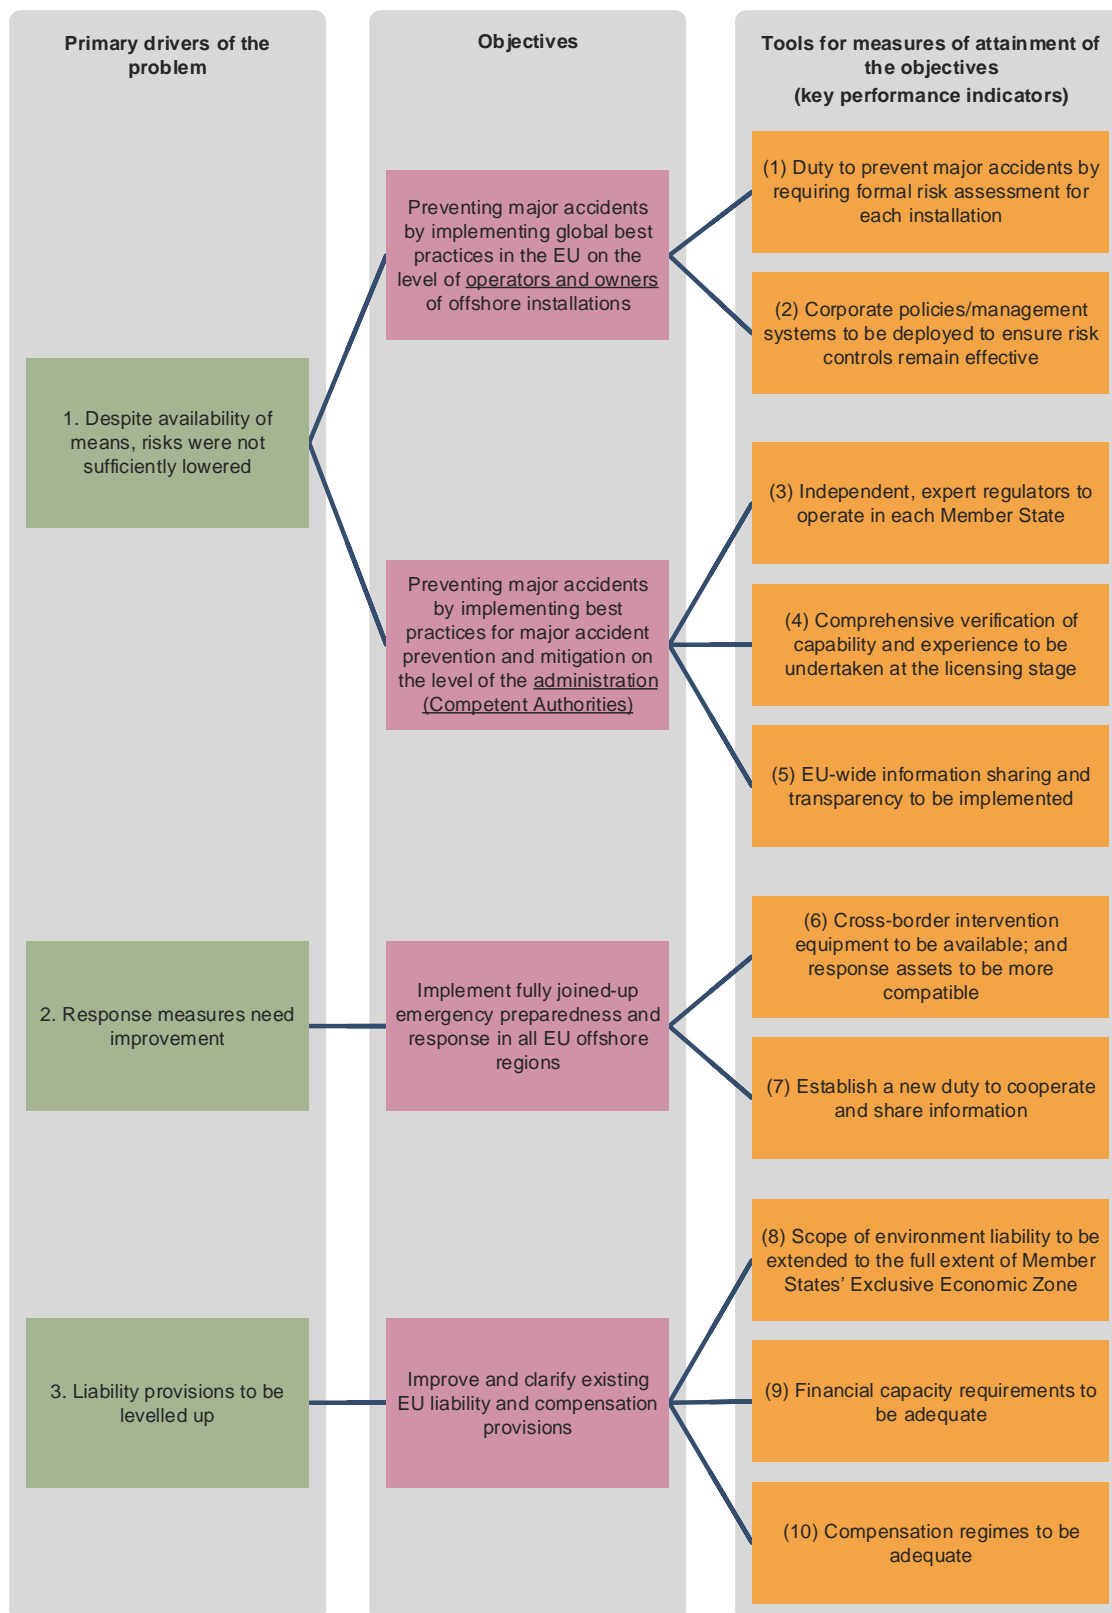 Primary drivers of the
problem
Objectives
Tools for measures of attainment of
the objectives
(key performance indicators)
1. Despite availability of
means, risks were not
sufficiently lowered
Preventing major accidents
by implementing global best
practices in the EU on the
level of operators and owners
of offshore installations
(1) Duty to prevent major accidents by
requiring formal risk assessment for
each installation
(2) Corporate policies/management
systems to be deployed to ensure risk
controls remain effective
Preventing major accidents
by implementing best
practices for major accident
prevention and mitigation on
the level of the administration
(Competent Authorities)
(3) Independent, expert regulators to
operate in each Member State
(4) Comprehensive verification of
capability and experience to be
undertaken at the licensing stage
(5) EU-wide information sharing and
transparency to be implemented
2. Response measures need
improvement
Implement fully joined-up
emergency preparedness and
response in all EU offshore
regions
(6) Cross-border intervention
equipment to be available; and
response assets to be more
compatible
(7) Establish a new duty to cooperate
and share information
3. Liability provisions to be
levelled up
Improve and clarify existing
EU liability and compensation
provisions
(8) Scope of environment liability to be
extended to the full extent of Member
States’ Exclusive Economic Zone
(9) Financial capacity requirements to
be adequate
(10) Compensation regimes to be
adequate